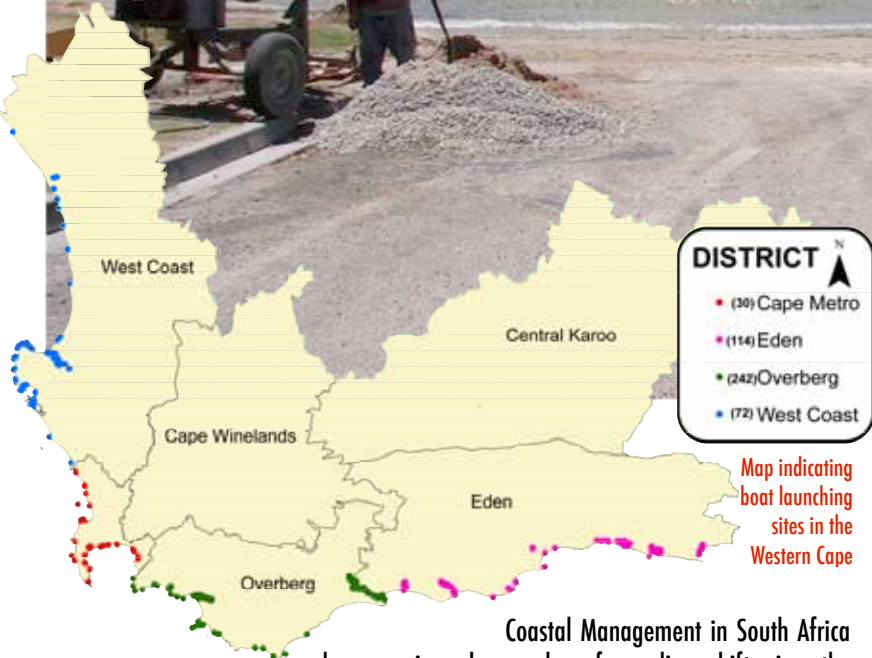 West Coast
Central Karoo
Cape Winelands
Eden
Overberg
DISTRICT N
(30) Cape Metro
(114) Eden
(242) Overberg
(72) West Coast
Map indicating
boat launching
sites in the
Western Cape
Coastal Management in South Africa